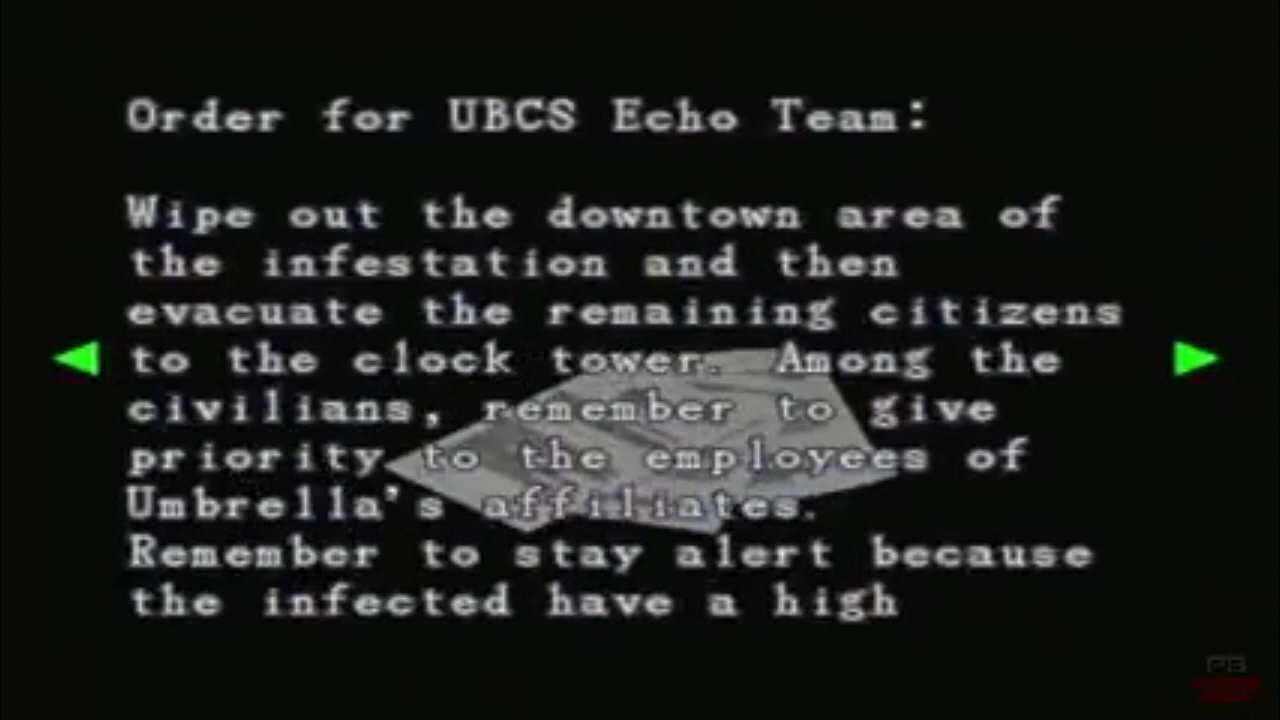 Order for UBCS Echo Team:
Wipe out the downtown area of
the infestation and then
evacuate the remaining citizens
to the clock tower. Among the
civilians, remember to give
priority to the employees of
Umbrella's affiliates.
Remember to stay alert because
the infected have a high
PB